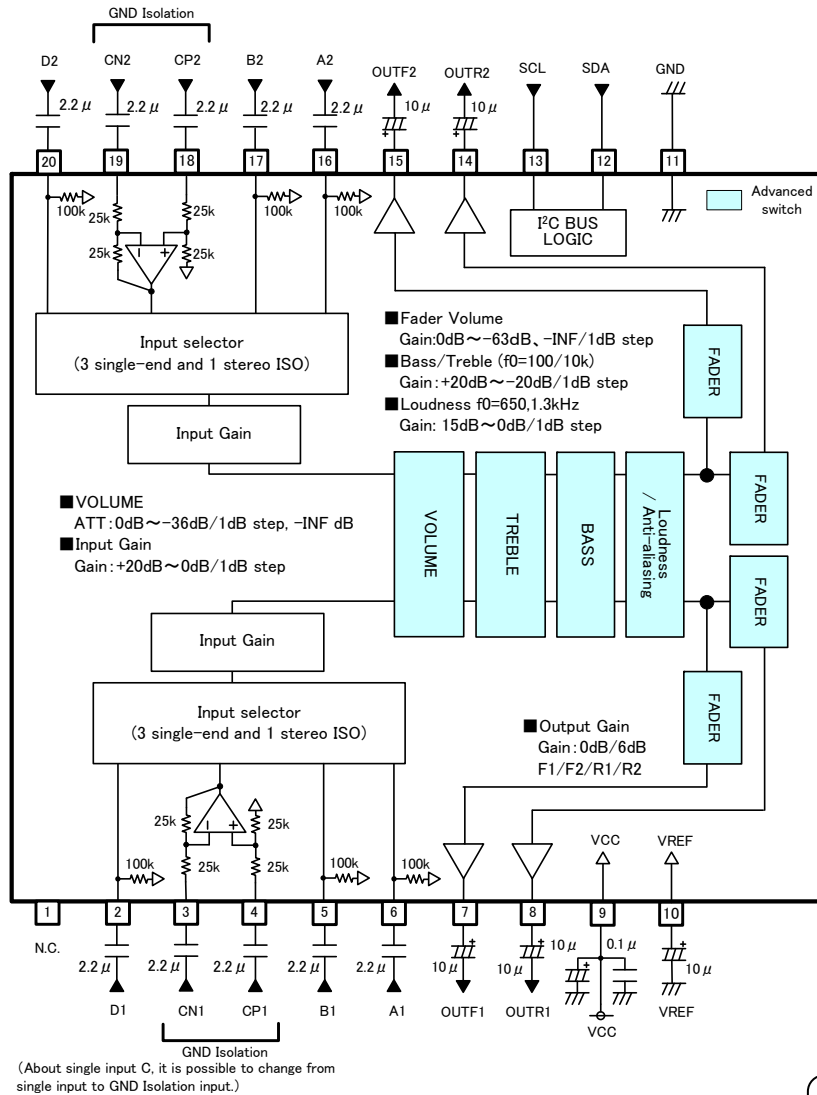 GND Isolation
D2 CN2 CP2 B2 A2 OUTF2 OUTR2 SCL SDA GND
2.2μ 2.2μ 2.2μ 2.2μ 2.2μ 10μ 10μ
+ +
20 19 18 17 16 15 14 13 12 11
100k 25k 25k 100k 100k
25k − + 25k
I²C BUS
LOGIC
Advanced
switch
Input selector
(3 single-end and 1 stereo ISO)
Input Gain
■Fader Volume
Gain:0dB～−63dB、-INF/1dB step
■Bass/Treble (f0=100/10k)
Gain:+20dB～−20dB/1dB step
■Loudness f0=650,1.3kHz
Gain: 15dB～0dB/1dB step
FADER
■VOLUME
ATT:0dB～−36dB/1dB step, -INF dB
■Input Gain
Gain:+20dB～0dB/1dB step
VOLUME
TREBLE
BASS
Loudness
/ Anti-aliasing
FADER
FADER
FADER
Input Gain
Input selector
(3 single-end and 1 stereo ISO)
■Output Gain
Gain:0dB/6dB
F1/F2/R1/R2
25k − + 25k
100k 25k 25k 100k 100k
VCC VREF
1 2 3 4 5 6 7 8 9 10
N.C.
2.2μ 2.2μ 2.2μ 2.2μ 2.2μ 10μ + 10μ + 10μ + 0.1μ + 10μ
D1 CN1 CP1 B1 A1 OUTF1 OUTR1 VCC VREF
GND Isolation
(About single input C, it is possible to change from
single input to GND Isolation input.)